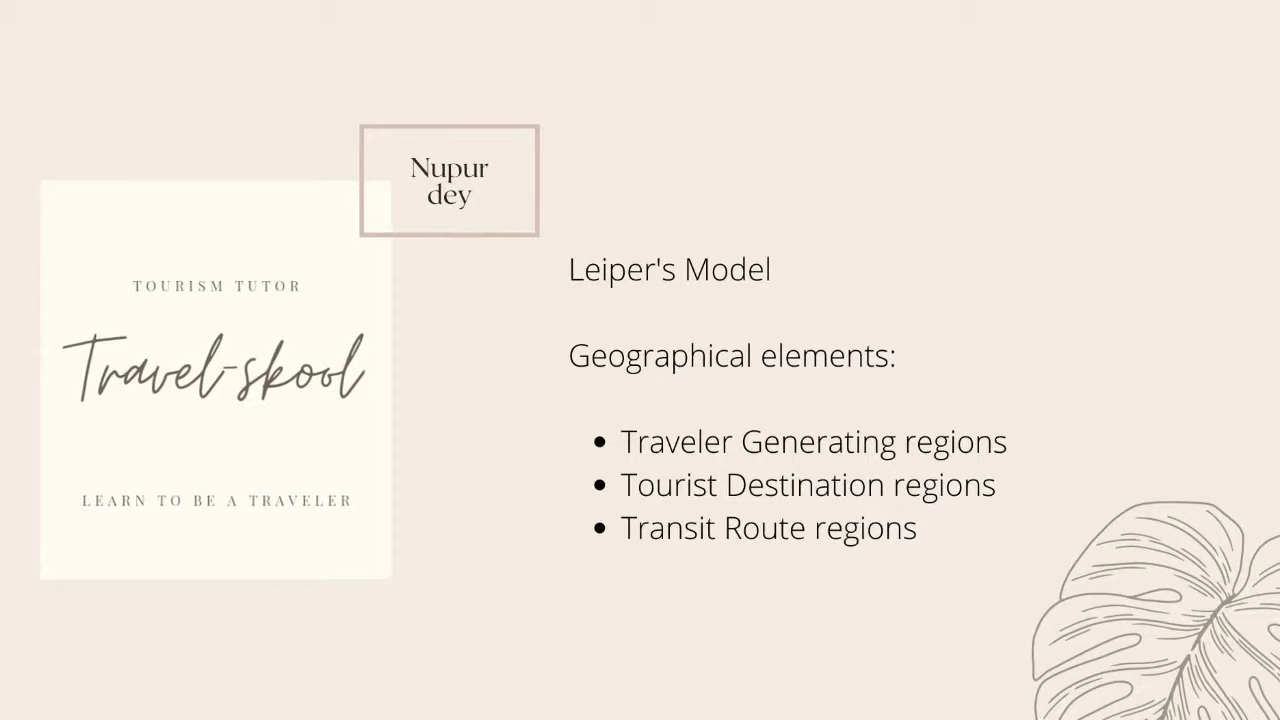 Nupur
dey
TOURISM TUTOR
Travel-skool
LEARN TO BE A TRAVELER
Leiper's Model
Geographical elements:
• Traveler Generating regions
• Tourist Destination regions
• Transit Route regions